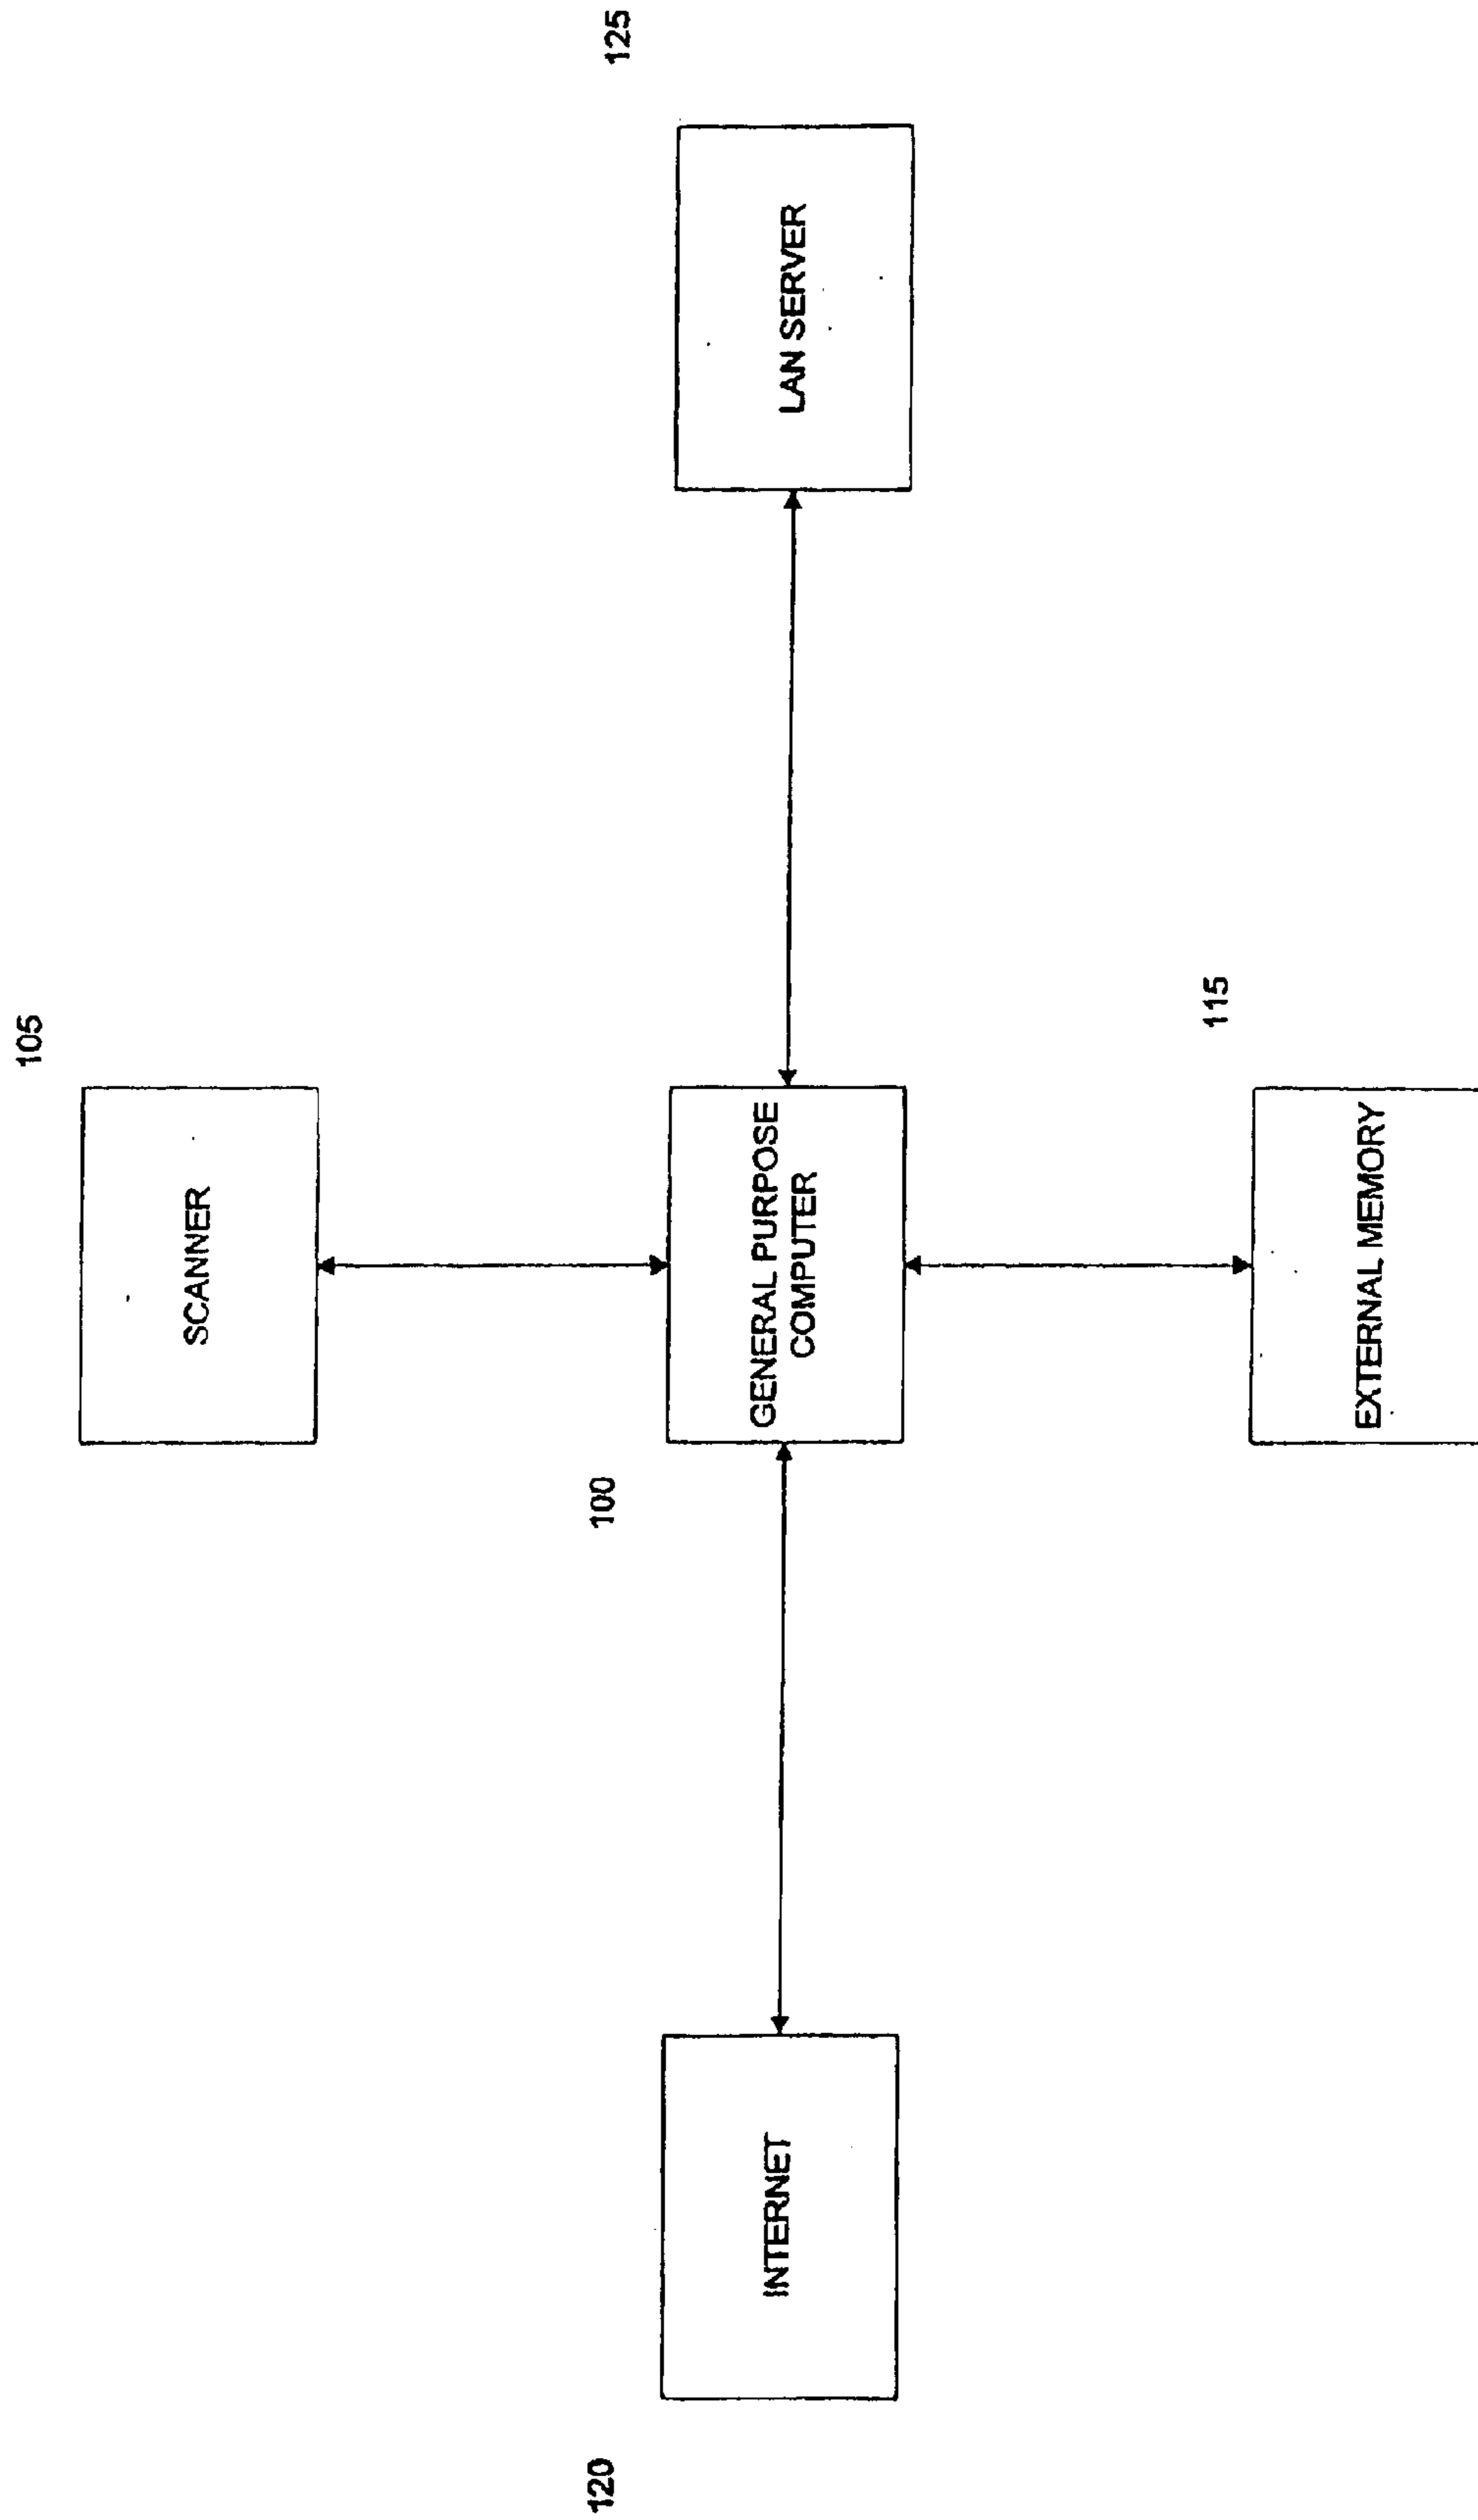 105
SCANNER
120
100
125
INTERNET
GENERAL PURPOSE
COMPUTER
LAN SERVER
115
EXTERNAL MEMORY